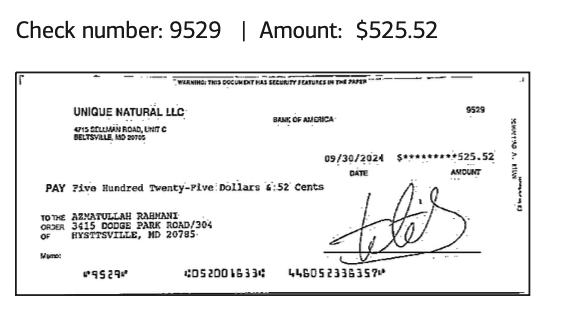 Check number: 9529 | Amount: $525.52
WARNING: THIS DOCUMENT HAS SECURITY FEATURES IN THE PAPER
UNIQUE NATURAL LLC
9529
BANK OF AMERICA
4715 SELLMAN ROAD, UNIT C
BELTSVILLE, MD 20705
09/30/2024 $*********525.52
DATE AMOUNT
PAY Five Hundred Twenty-Five Dollars & 52 Cents
TO THE AZMATULLAH RAHMANI
ORDER 3415 DODGE PARK ROAD/304
OF HYSTTSVILLE, MD 20785
Memo:
⑈9529⑈ ⑆052001633⑆ 446052336357⑈